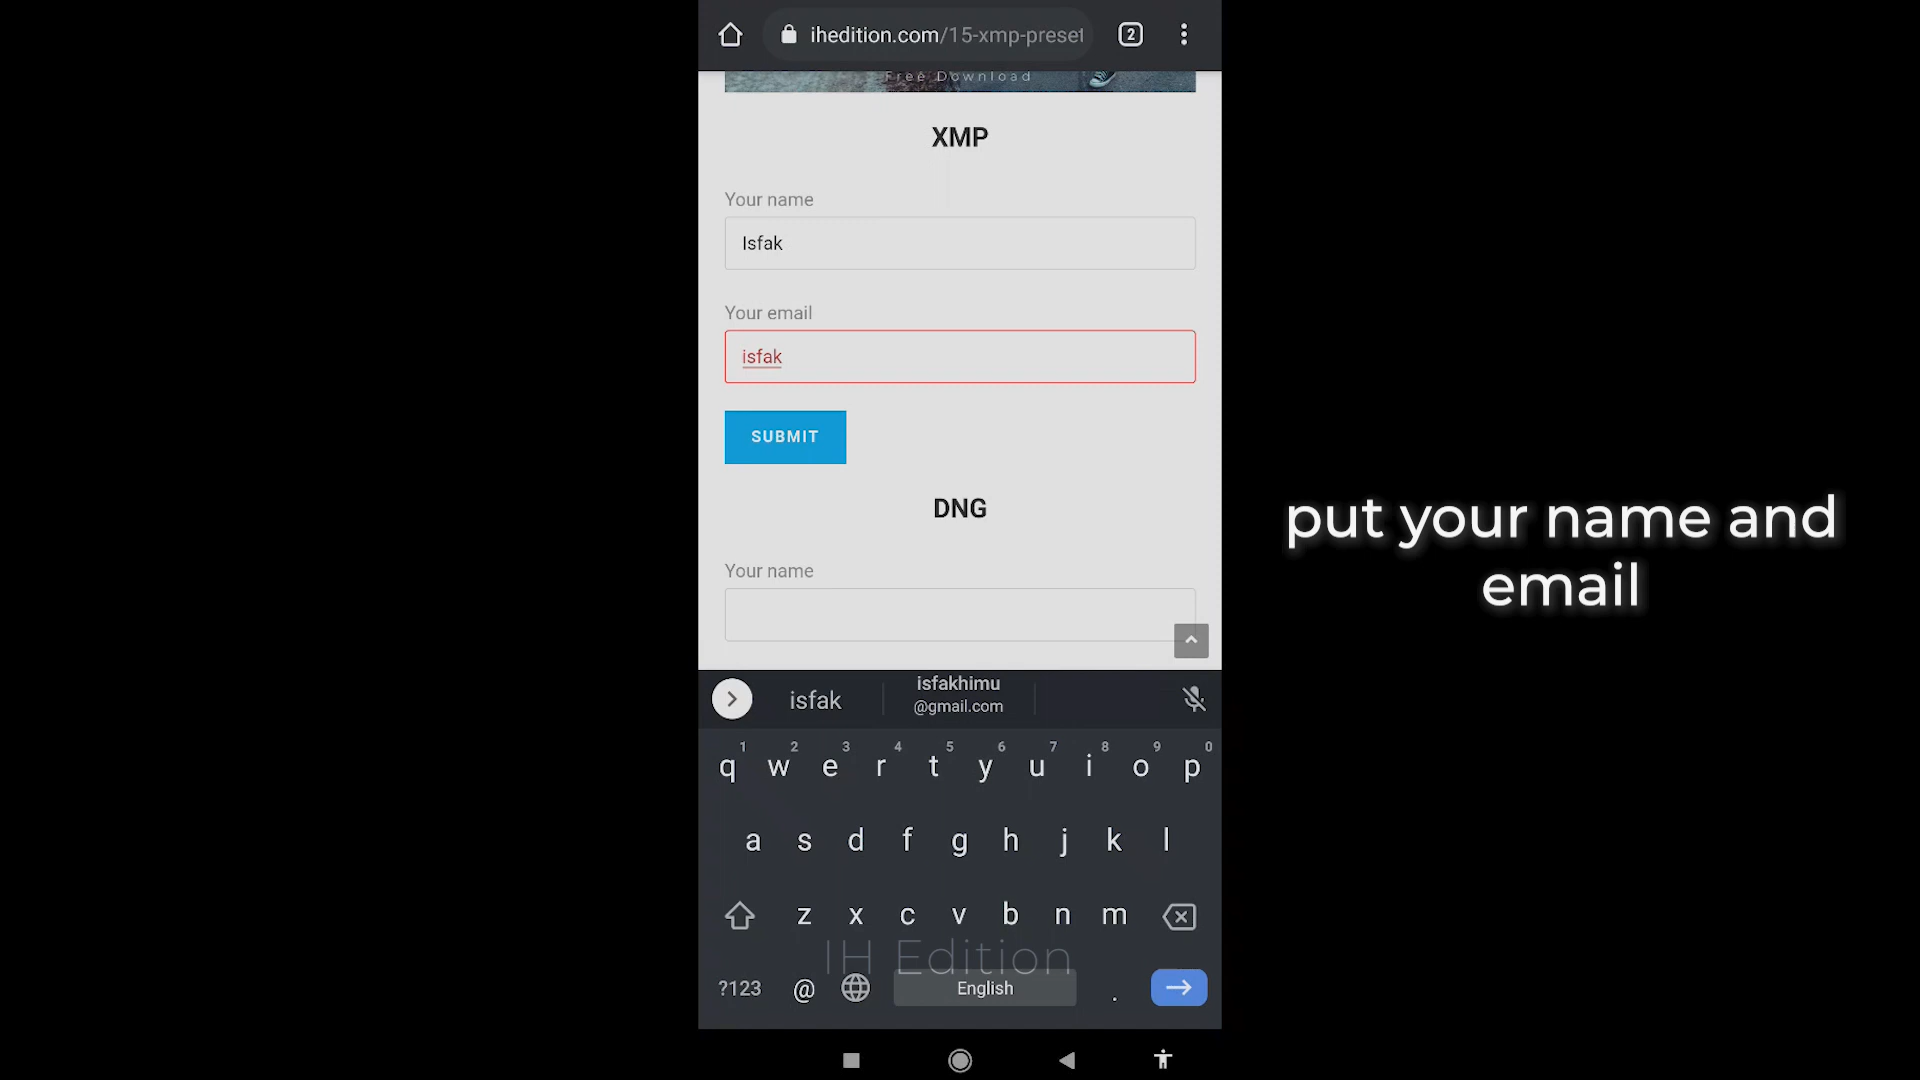 ihedition.com/15-xmp-preset
2
Free Download
XMP
Your name
Isfak
Your email
isfak
SUBMIT
DNG
Your name
put your name and
email
isfak
isfakhimu
@gmail.com
1 2 3 4 5 6 7 8 9 0
q w e r t y u i o p
a s d f g h j k l
z x c v b n m
IH Edition
?123 @ English .